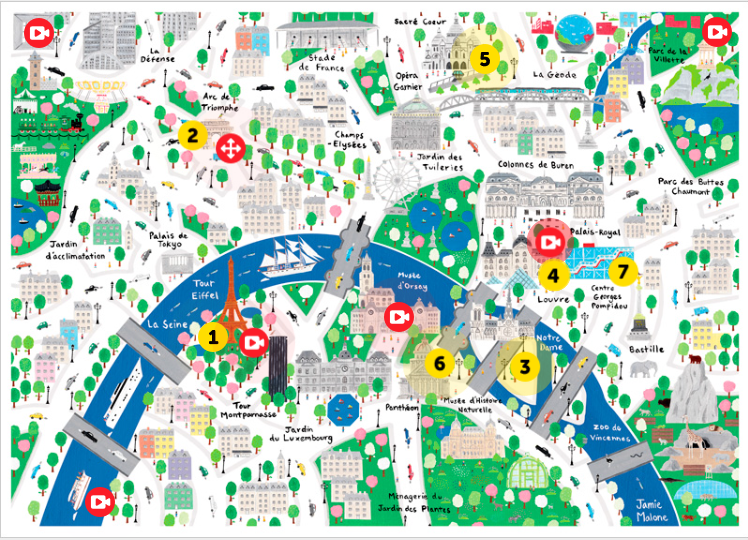 Sacré Coeur
5
La Défense
Stade
de France
Opéra
Garnier
La Géode
Parc de la
Villette
Arc de
Triomphe
2
Champs
-Elysées
Jardin des
Tuileries
Colonnes de Buren
Parc des Buttes
Chaumont
Jardin
d'acclimatation
Palais de
Tokyo
Palais-Royal
Tour
Eiffel
Musée
d'Orsay
4
7
Louvre
Centre
Georges
Pompidou
La Seine
1
Notre
Dame
Bastille
6
3
Tour
Montparnasse
Jardin
du Luxembourg
Panthéon
Musée d'Histoire
Naturelle
Zoo de
Vincennes
Ménagerie du
Jardin des Plantes
Jamie
Malone